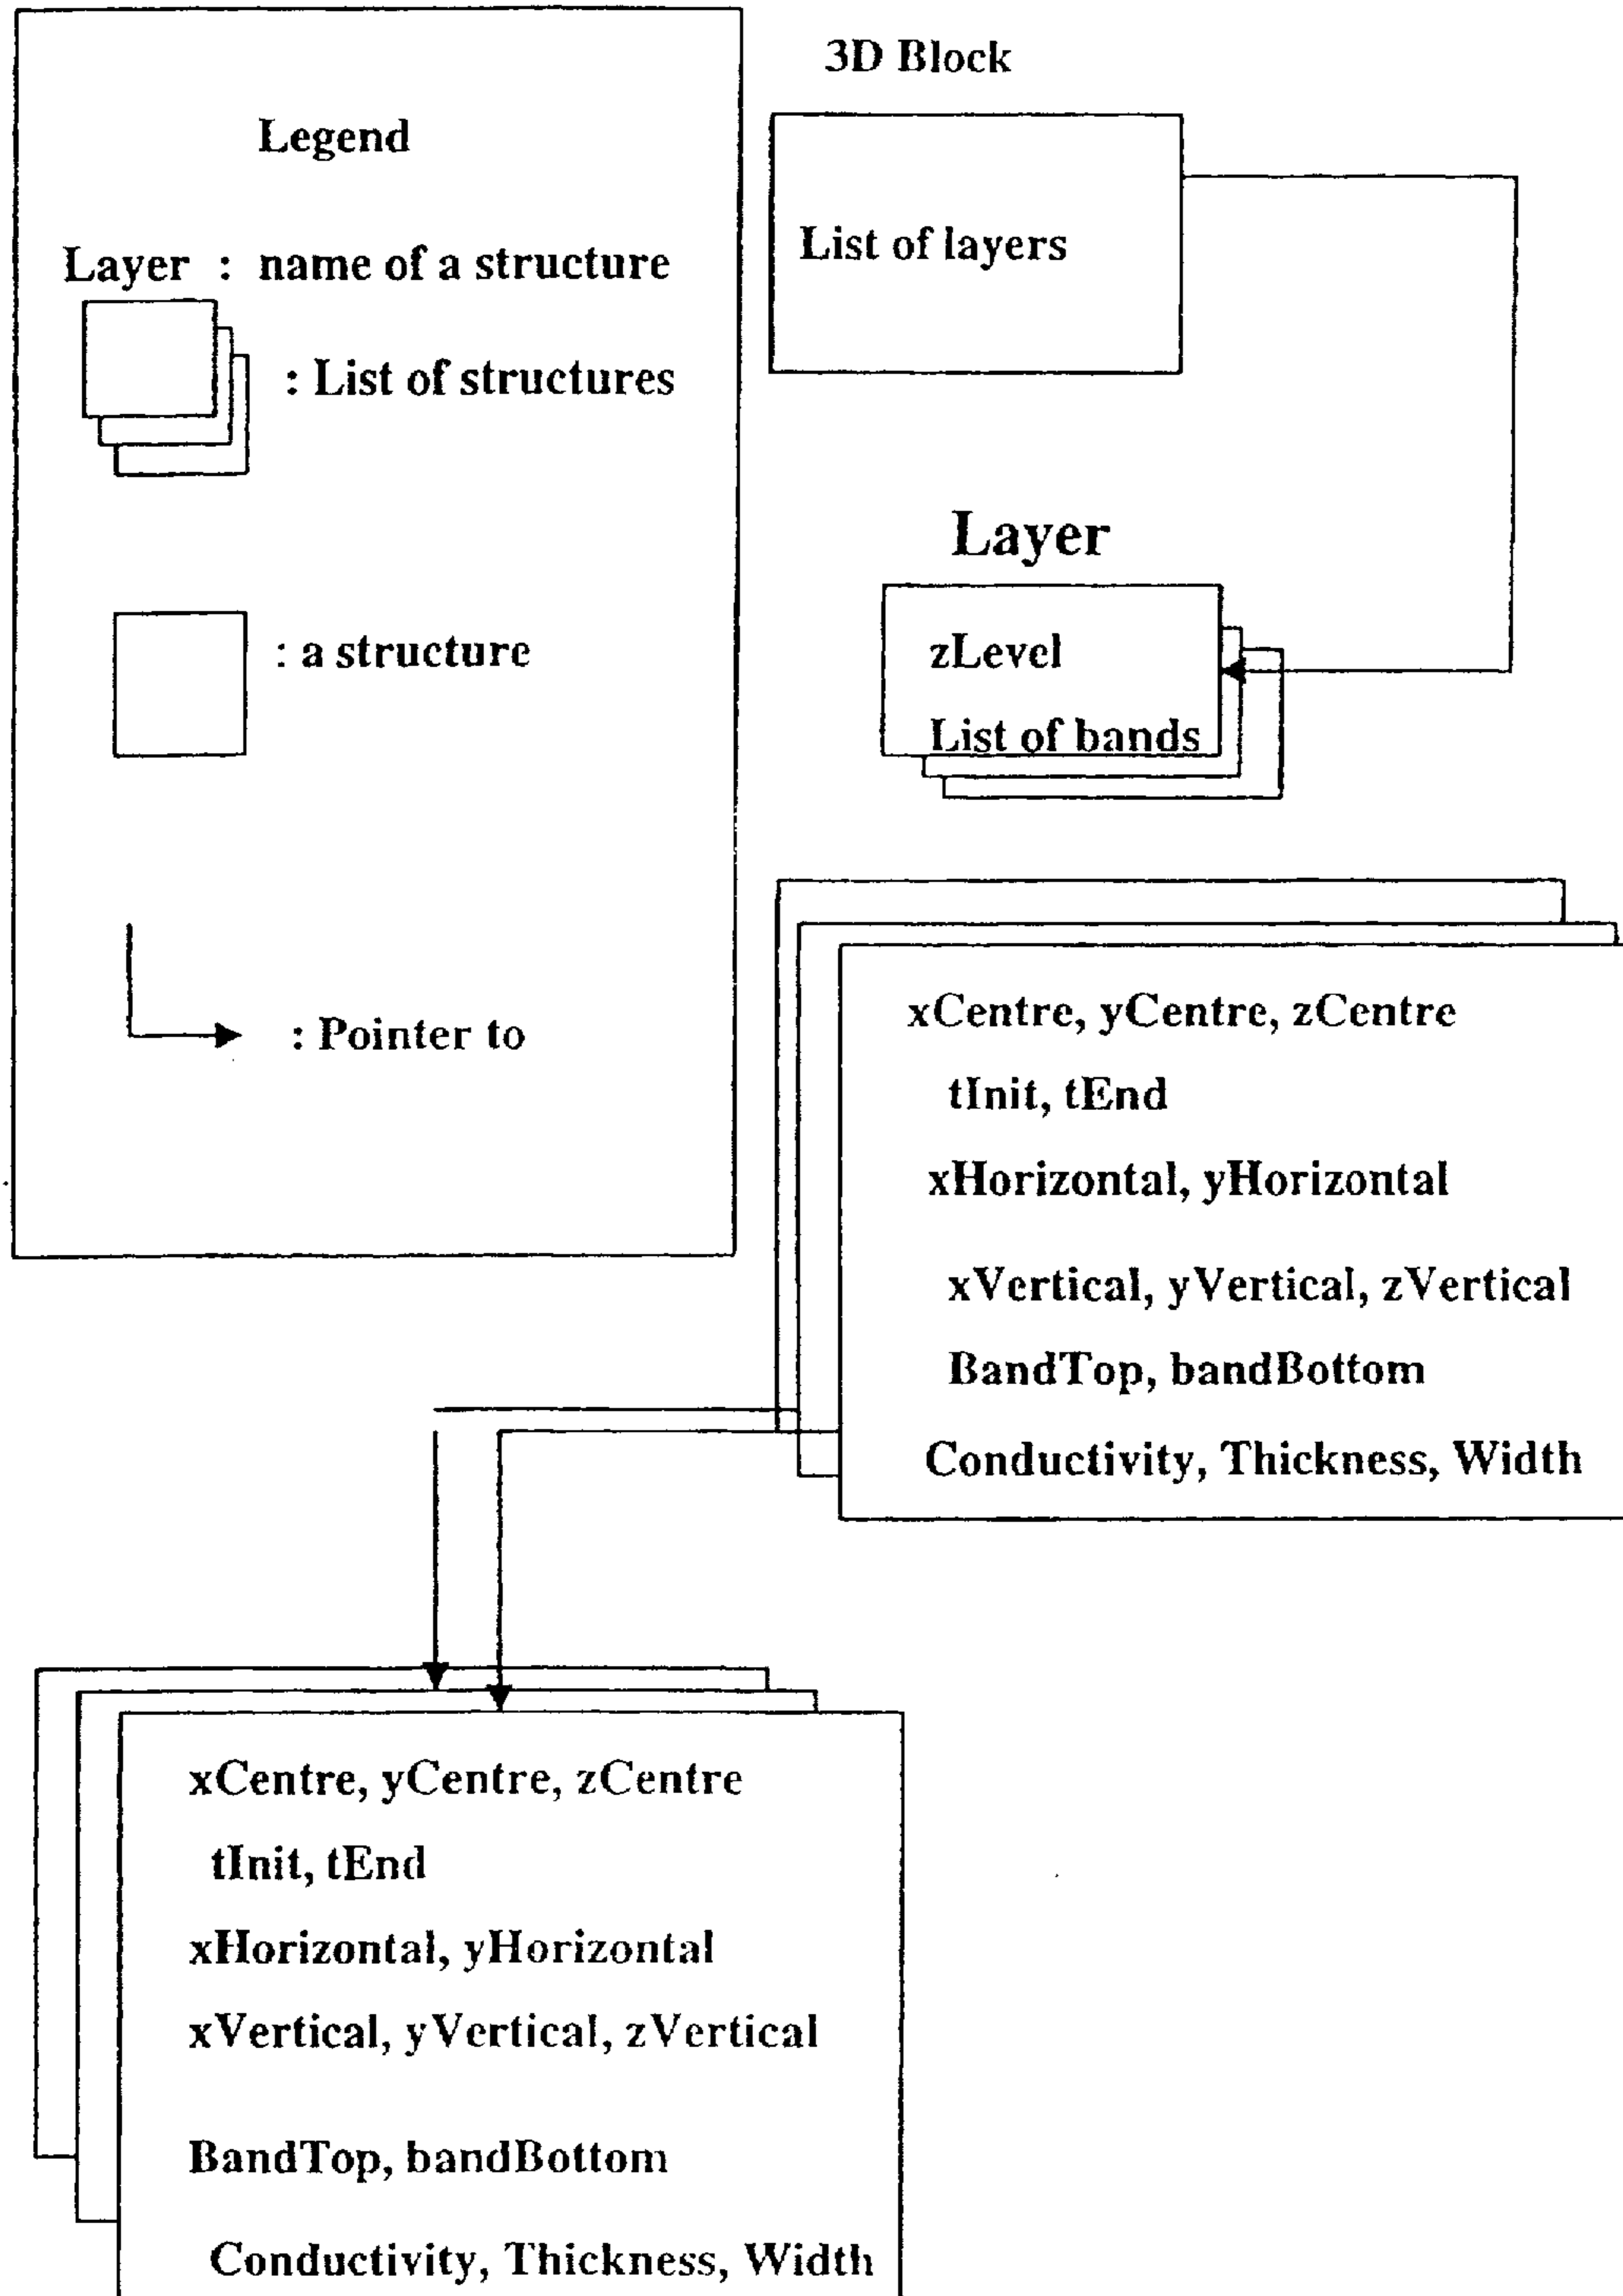 Legend
Layer : name of a structure
: List of structures
: a structure
: Pointer to
3D Block
List of layers
Layer
zLevel
List of bands
xCentre, yCentre, zCentre
tInit, tEnd
xHorizontal, yHorizontal
xVertical, yVertical, zVertical
BandTop, bandBottom
Conductivity, Thickness, Width
xCentre, yCentre, zCentre
tInit, tEnd
xHorizontal, yHorizontal
xVertical, yVertical, zVertical
BandTop, bandBottom
Conductivity, Thickness, Width